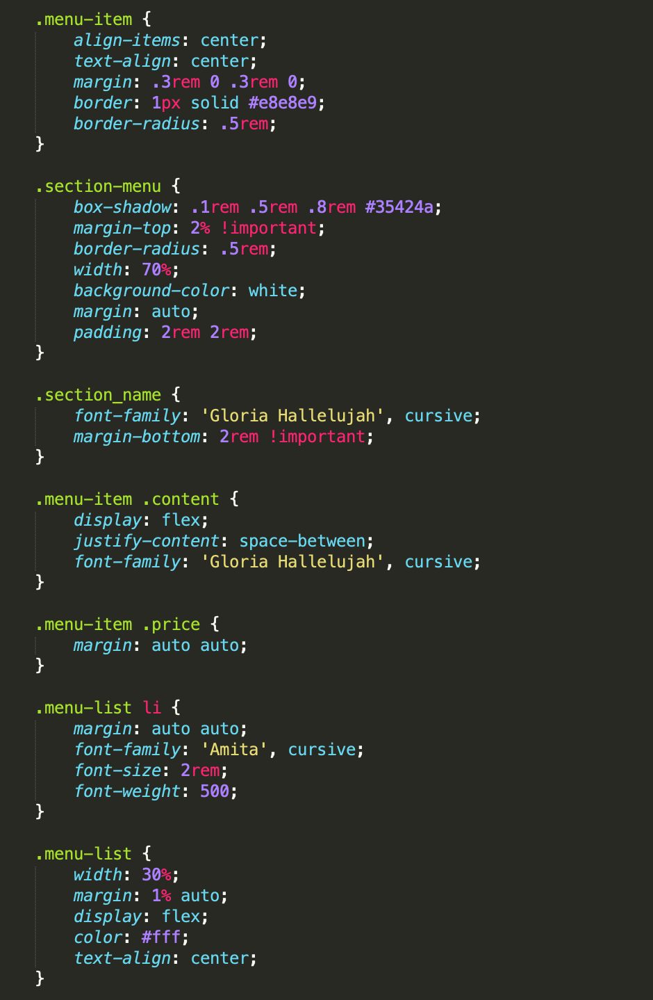 .menu-item {
    align-items: center;
    text-align: center;
    margin: .3rem 0 .3rem 0;
    border: 1px solid #e8e8e9;
    border-radius: .5rem;
}

.section-menu {
    box-shadow: .1rem .5rem .8rem #35424a;
    margin-top: 2% !important;
    border-radius: .5rem;
    width: 70%;
    background-color: white;
    margin: auto;
    padding: 2rem 2rem;
}

.section_name {
    font-family: 'Gloria Hallelujah', cursive;
    margin-bottom: 2rem !important;
}

.menu-item .content {
    display: flex;
    justify-content: space-between;
    font-family: 'Gloria Hallelujah', cursive;
}

.menu-item .price {
    margin: auto auto;
}

.menu-list li {
    margin: auto auto;
    font-family: 'Amita', cursive;
    font-size: 2rem;
    font-weight: 500;
}

.menu-list {
    width: 30%;
    margin: 1% auto;
    display: flex;
    color: #fff;
    text-align: center;
}